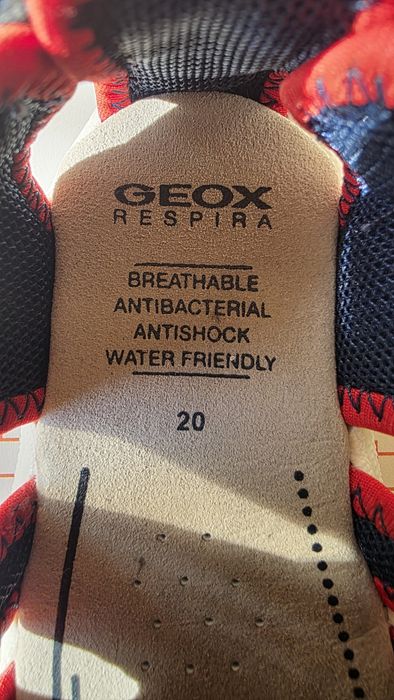 GEOX
RESPIRA
BREATHABLE
ANTIBACTERIAL
ANTISHOCK
WATER FRIENDLY
20